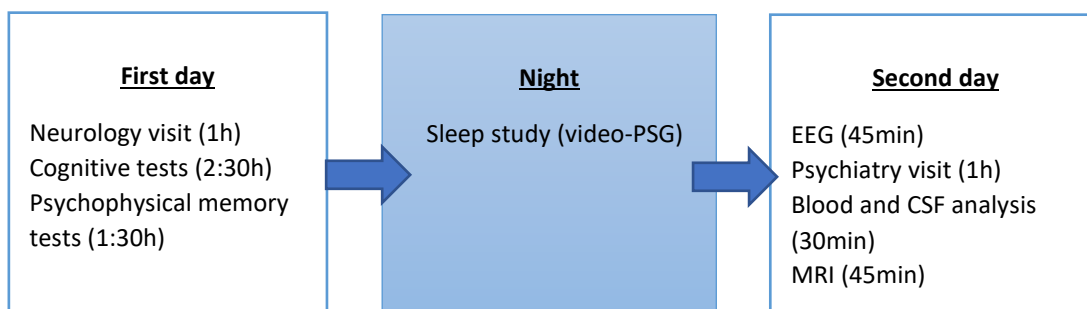 First day
Neurology visit (1h)
Cognitive tests (2:30h)
Psychophysical memory
tests (1:30h)
Night
Sleep study (video-PSG)
Second day
EEG (45min)
Psychiatry visit (1h)
Blood and CSF analysis
(30min)
MRI (45min)